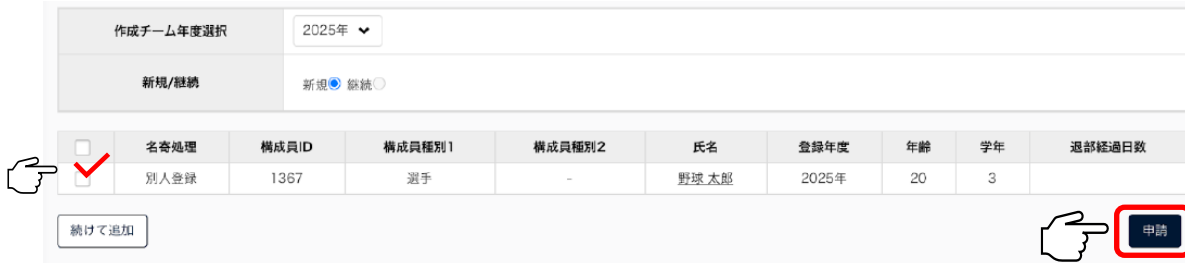 作成チーム年度選択 2025年
新規/継続 新規 継続
名寄処理 構成員ID 構成員種別1 構成員種別2 氏名 登録年度 年齢 学年 退部経過日数
別人登録 1367 選手 - 野球 太郎 2025年 20 3
続けて追加 申請